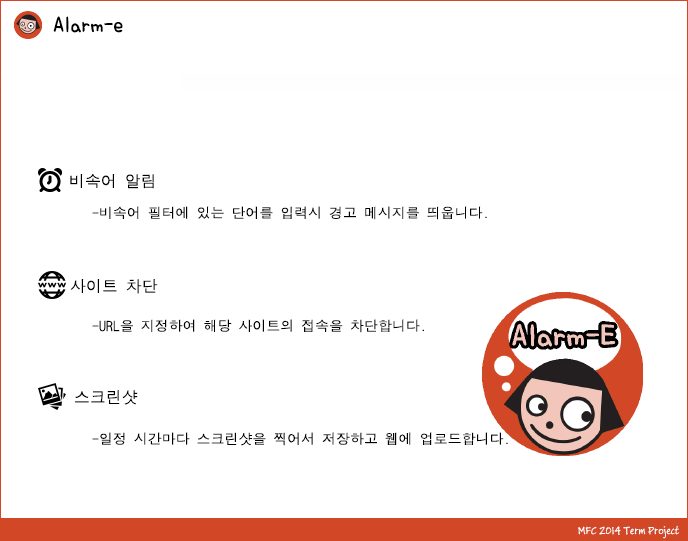 Alarm-e
비속어 알림
-비속어 필터에 있는 단어를 입력시 경고 메시지를 띄웁니다.
WWW
사이트 차단
-URL을 지정하여 해당 사이트의 접속을 차단합니다.
Alarm-E
스크린샷
-일정 시간마다 스크린샷을 찍어서 저장하고 웹에 업로드합니다.
MFC 2014 Term Project